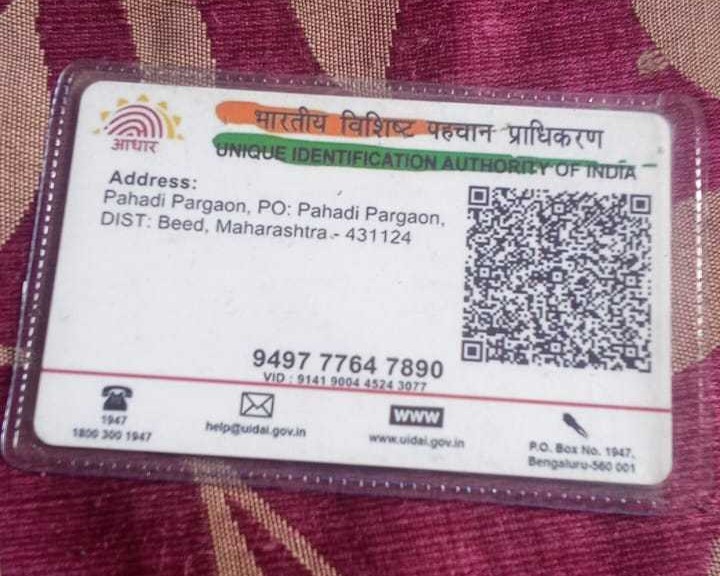 आधार
भारतीय विशिष्ट पहचान प्राधिकरण
UNIQUE IDENTIFICATION AUTHORITY OF INDIA
Address:
Pahadi Pargaon, PO: Pahadi Pargaon,
DIST: Beed, Maharashtra - 431124
9497 7764 7890
VID : 9141 9004 4524 3077
1947
1800 300 1947
help@uidai.gov.in
WWW
www.uidai.gov.in
P.O. Box No. 1947,
Bengaluru-560 001